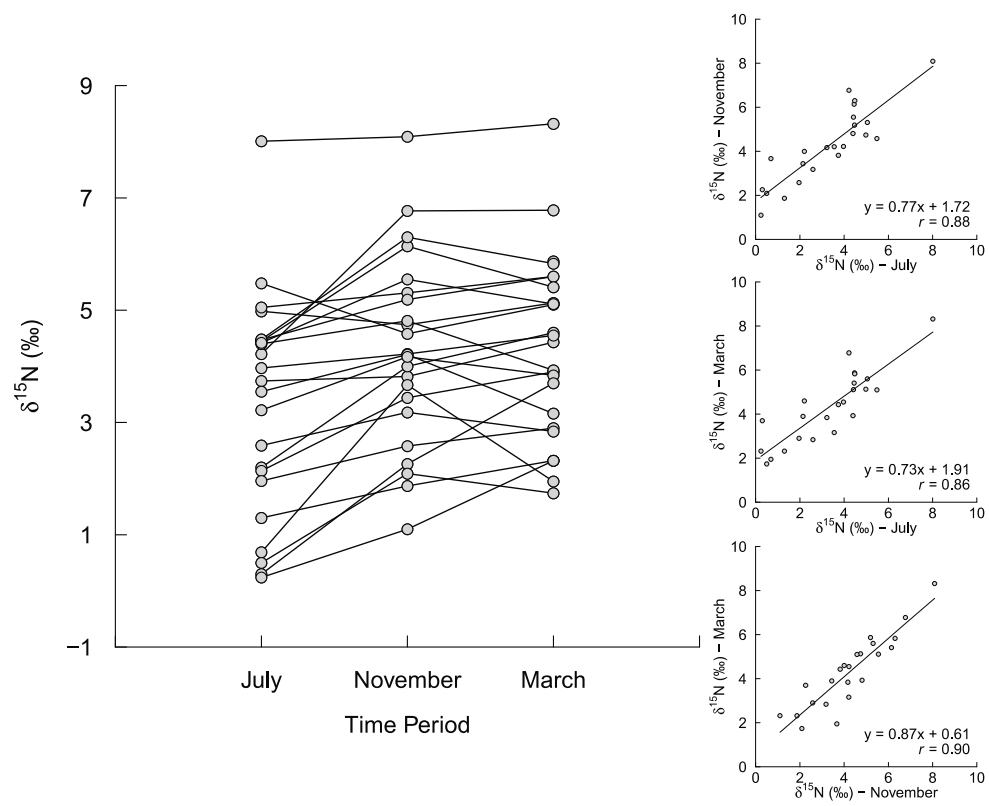 9
7
5
3
1
−1
δ15N (‰)
July
November
March
Time Period
10
8
6
4
2
0
δ15N (‰) − November
y = 0.77x + 1.72
r = 0.88
0 2 4 6 8 10
δ15N (‰) − July
10
8
6
4
2
0
δ15N (‰) − March
y = 0.73x + 1.91
r = 0.86
0 2 4 6 8 10
δ15N (‰) − July
10
8
6
4
2
0
δ15N (‰) − March
y = 0.87x + 0.61
r = 0.90
0 2 4 6 8 10
δ15N (‰) − November